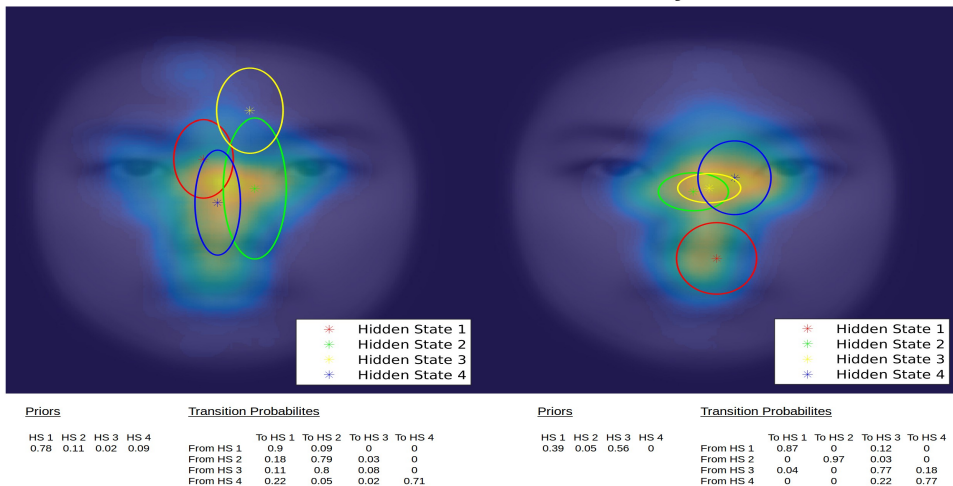 Hidden State 1
Hidden State 2
Hidden State 3
Hidden State 4
Hidden State 1
Hidden State 2
Hidden State 3
Hidden State 4
Priors
HS 1 HS 2 HS 3 HS 4
0.78 0.11 0.02 0.09
Transition Probabilites
To HS 1 To HS 2 To HS 3 To HS 4
From HS 1 0.9 0.09 0 0
From HS 2 0.18 0.79 0.03 0
From HS 3 0.11 0.8 0.08 0
From HS 4 0.22 0.05 0.02 0.71
Priors
HS 1 HS 2 HS 3 HS 4
0.39 0.05 0.56 0
Transition Probabilites
To HS 1 To HS 2 To HS 3 To HS 4
From HS 1 0.87 0 0.12 0
From HS 2 0 0.97 0.03 0
From HS 3 0.04 0 0.77 0.18
From HS 4 0 0 0.22 0.77